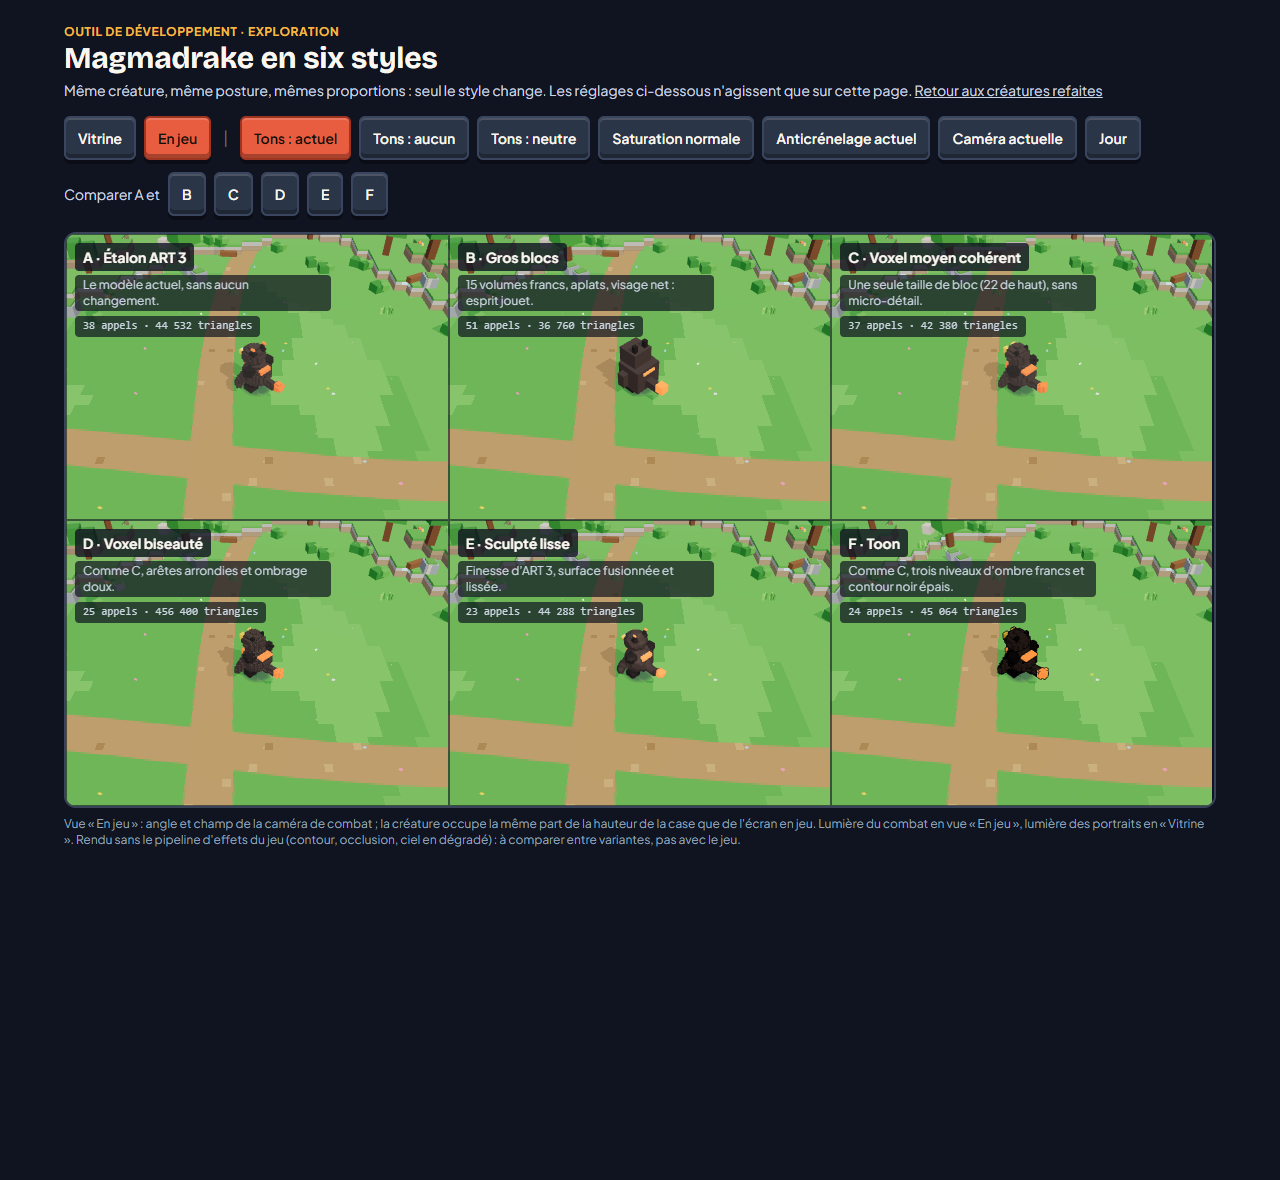 OUTIL DE DÉVELOPPEMENT · EXPLORATION
Magmadrake en six styles
Même créature, même posture, mêmes proportions : seul le style change. Les réglages ci-dessous n'agissent que sur cette page. Retour aux créatures refaites
Vitrine En jeu | Tons : actuel Tons : aucun Tons : neutre Saturation normale Anticrénelage actuel Caméra actuelle Jour
Comparer A et B C D E F
A · Étalon ART 3
Le modèle actuel, sans aucun
changement.
38 appels · 44 532 triangles
B · Gros blocs
15 volumes francs, aplats, visage net :
esprit jouet.
51 appels · 36 760 triangles
C · Voxel moyen cohérent
Une seule taille de bloc (22 de haut), sans
micro-détail.
37 appels · 42 380 triangles
D · Voxel biseauté
Comme C, arêtes arrondies et ombrage
doux.
25 appels · 456 400 triangles
E · Sculpté lisse
Finesse d'ART 3, surface fusionnée et
lissée.
23 appels · 44 288 triangles
F · Toon
Comme C, trois niveaux d'ombre francs et
contour noir épais.
24 appels · 45 064 triangles
Vue « En jeu » : angle et champ de la caméra de combat ; la créature occupe la même part de la hauteur de la case que de l'écran en jeu. Lumière du combat en vue « En jeu », lumière des portraits en « Vitrine
». Rendu sans le pipeline d'effets du jeu (contour, occlusion, ciel en dégradé) : à comparer entre variantes, pas avec le jeu.